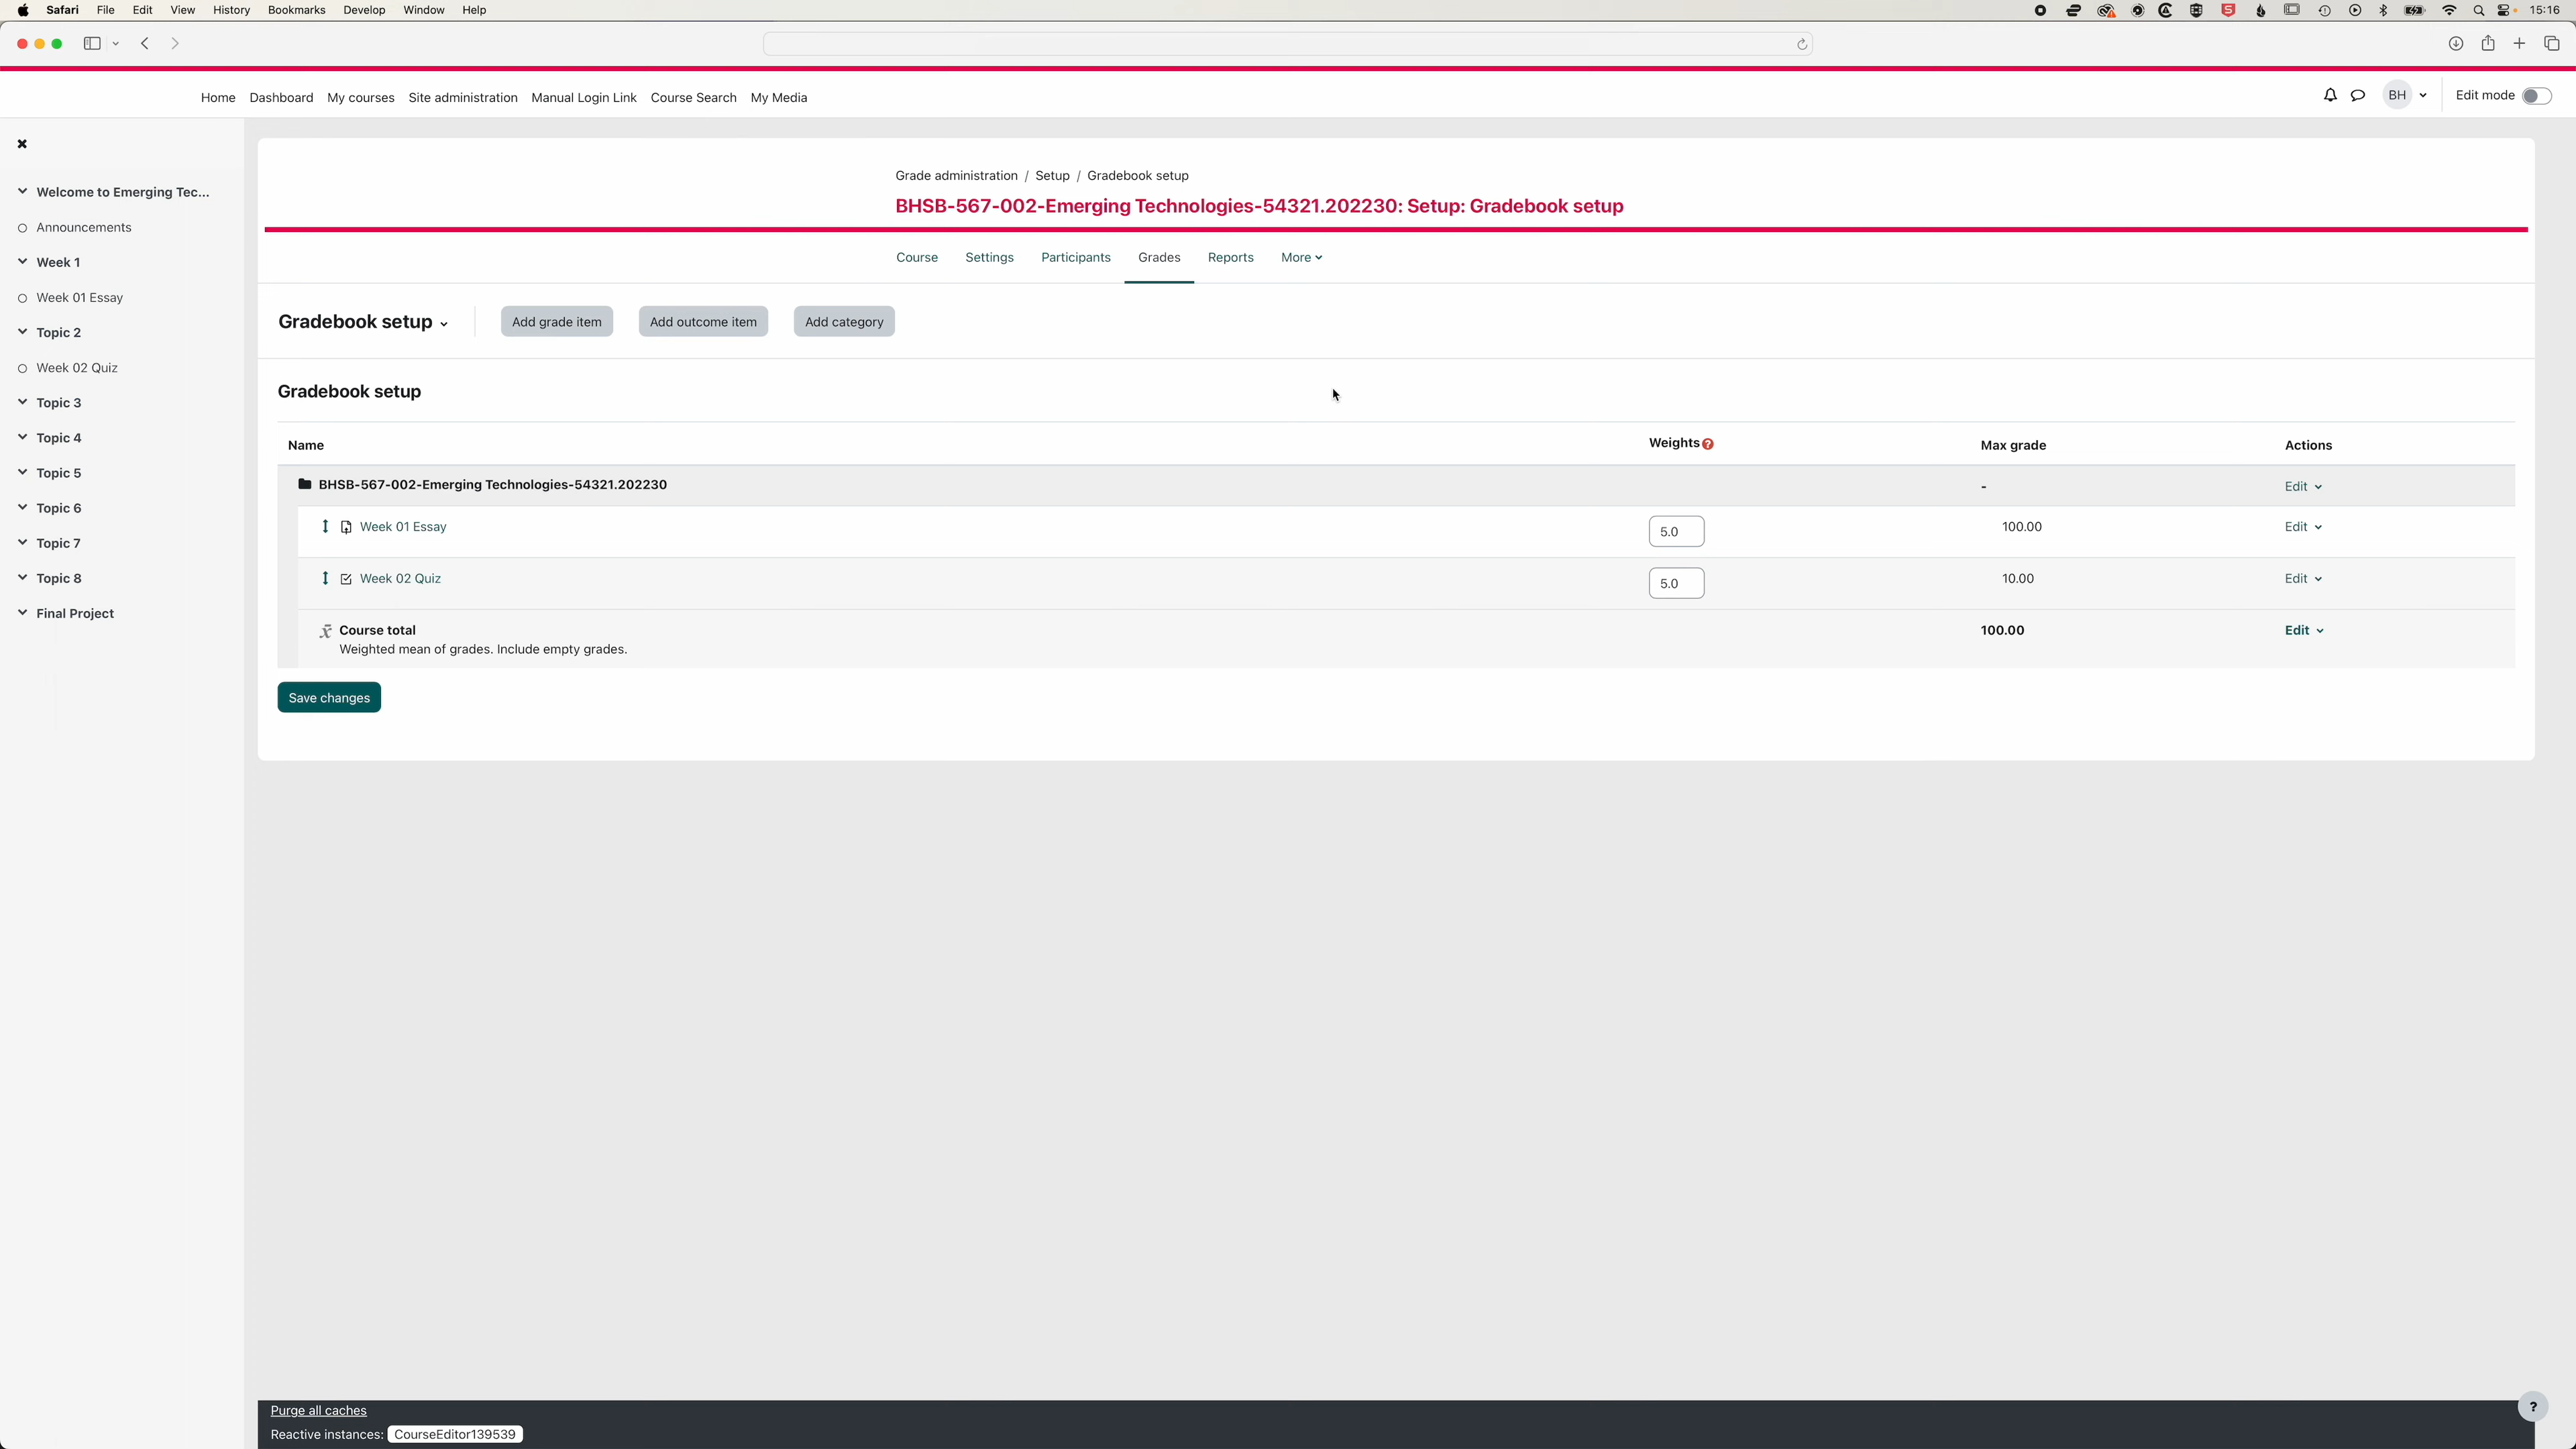 Safari File Edit View History Bookmarks Develop Window Help 15:16
Home Dashboard My courses Site administration Manual Login Link Course Search My Media BH Edit mode
Welcome to Emerging Tec...
Announcements
Week 1
Week 01 Essay
Topic 2
Week 02 Quiz
Topic 3
Topic 4
Topic 5
Topic 6
Topic 7
Topic 8
Final Project
Grade administration / Setup / Gradebook setup
BHSB-567-002-Emerging Technologies-54321.202230: Setup: Gradebook setup
Course Settings Participants Grades Reports More
Gradebook setup Add grade item Add outcome item Add category
Gradebook setup
Name Weights ? Max grade Actions
BHSB-567-002-Emerging Technologies-54321.202230 - Edit
Week 01 Essay 5.0 100.00 Edit
Week 02 Quiz 5.0 10.00 Edit
Course total 100.00 Edit
Weighted mean of grades. Include empty grades.
Save changes
Purge all caches
?
Reactive instances: CourseEditor139539